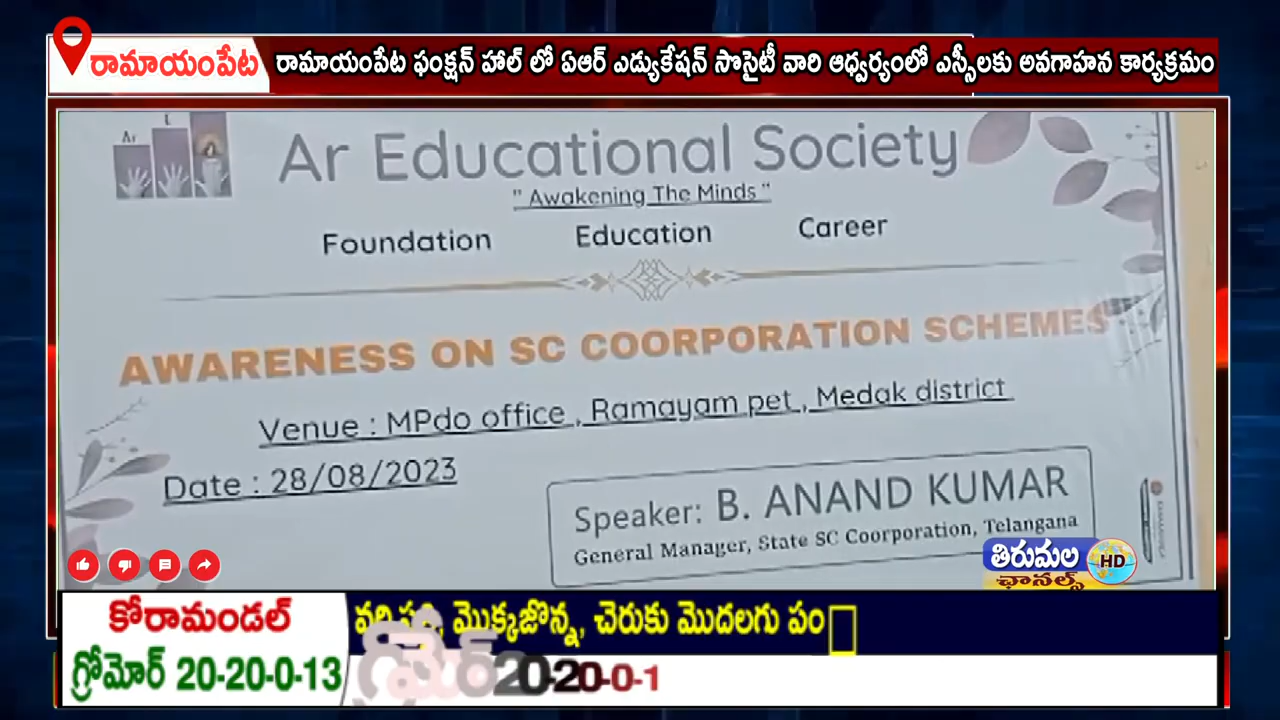 రామాయంపేట
రామాయంపేట ఫంక్షన్ హాల్ లో ఏఆర్ ఎడ్యుకేషన్ సొసైటీ వారి ఆధ్వర్యంలో ఎస్సీలకు అవగాహన కార్యక్రమం
Ar
Ar Educational Society
" Awakening The Minds "
Foundation Education Career
AWARENESS ON SC COORPORATION SCHEMES
Venue : MPdo office , Ramayam pet , Medak district
Date : 28/08/2023
Speaker: B. ANAND KUMAR
General Manager, State SC Coorporation, Telangana
తిరుమల
ఛానల్స్
HD
కోరామండల్
గ్రోమోర్ 20-20-0-13
మొక్కజొన్న, చెరుకు మొదలగు పం
గ్రోమోర్ 20-20-0-1